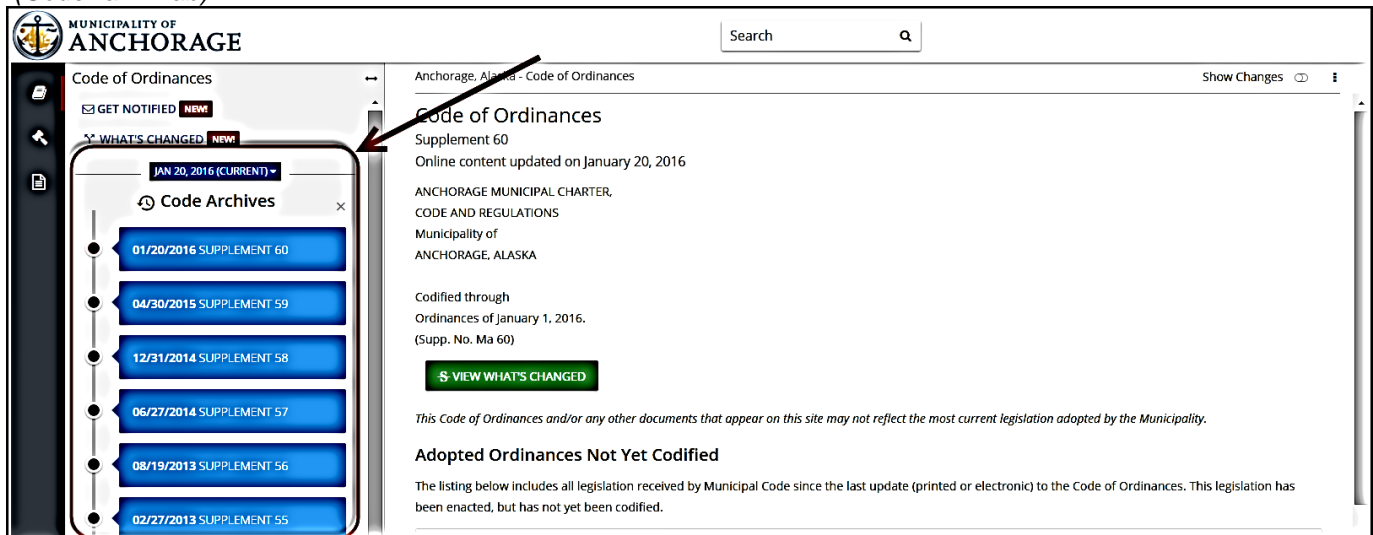 MUNICIPALITY OF
ANCHORAGE
Search
Code of Ordinances
GET NOTIFIED NEW!
WHAT'S CHANGED NEW!
JAN 20, 2016 (CURRENT)
Code Archives
01/20/2016 SUPPLEMENT 60
04/30/2015 SUPPLEMENT 59
12/31/2014 SUPPLEMENT 58
06/27/2014 SUPPLEMENT 57
08/19/2013 SUPPLEMENT 56
02/27/2013 SUPPLEMENT 55
Anchorage, Alaska - Code of Ordinances
Show Changes
Code of Ordinances
Supplement 60
Online content updated on January 20, 2016
ANCHORAGE MUNICIPAL CHARTER,
CODE AND REGULATIONS
Municipality of
ANCHORAGE, ALASKA
Codified through
Ordinances of January 1, 2016.
(Supp. No. Ma 60)
VIEW WHAT'S CHANGED
This Code of Ordinances and/or any other documents that appear on this site may not reflect the most current legislation adopted by the Municipality.
Adopted Ordinances Not Yet Codified
The listing below includes all legislation received by Municipal Code since the last update (printed or electronic) to the Code of Ordinances. This legislation has
been enacted, but has not yet been codified.